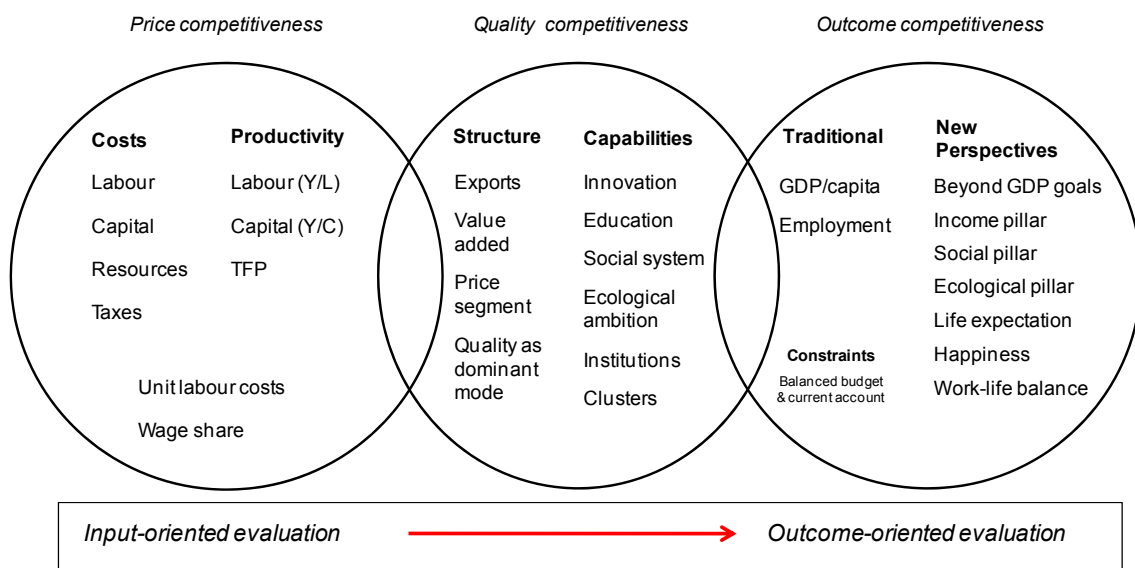 Price competitiveness
Quality competitiveness
Outcome competitiveness
Costs
Labour
Capital
Resources
Taxes
Productivity
Labour (Y/L)
Capital (Y/C)
TFP
Unit labour costs
Wage share
Structure
Exports
Value
added
Price
segment
Quality as
dominant
mode
Capabilities
Innovation
Education
Social system
Ecological
ambition
Institutions
Clusters
Traditional
GDP/capita
Employment
Constraints
Balanced budget
& current account
New
Perspectives
Beyond GDP goals
Income pillar
Social pillar
Ecological pillar
Life expectation
Happiness
Work-life balance
Input-oriented evaluation
Outcome-oriented evaluation